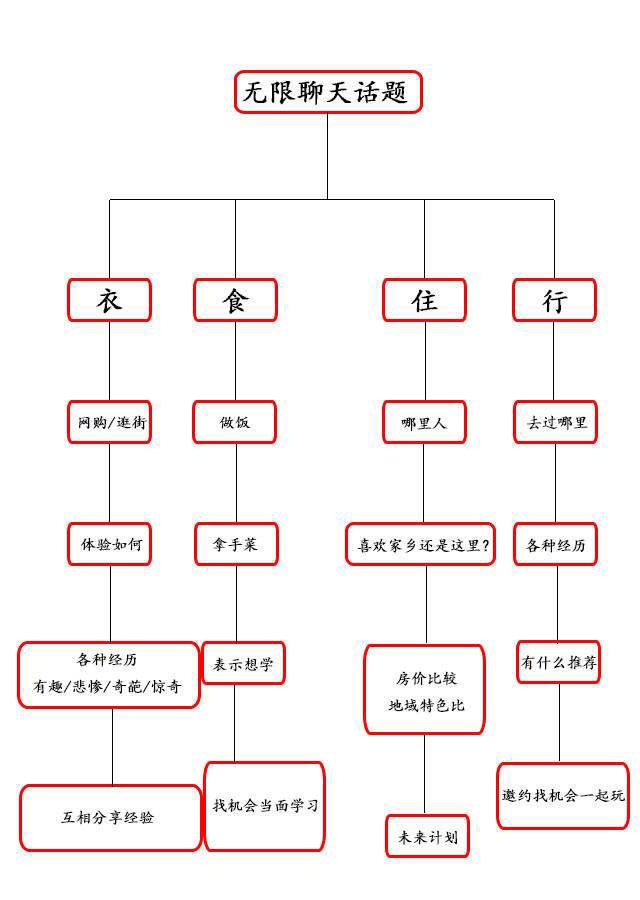 无限聊天话题
衣
食
住
行
网购/逛街
做饭
哪里人
去过哪里
体验如何
拿手菜
喜欢家乡还是这里?
各种经历
各种经历
有趣/悲惨/奇葩/惊奇
表示想学
房价比较
地域特色比
有什么推荐
互相分享经验
找机会当面学习
未来计划
邀约找机会一起玩